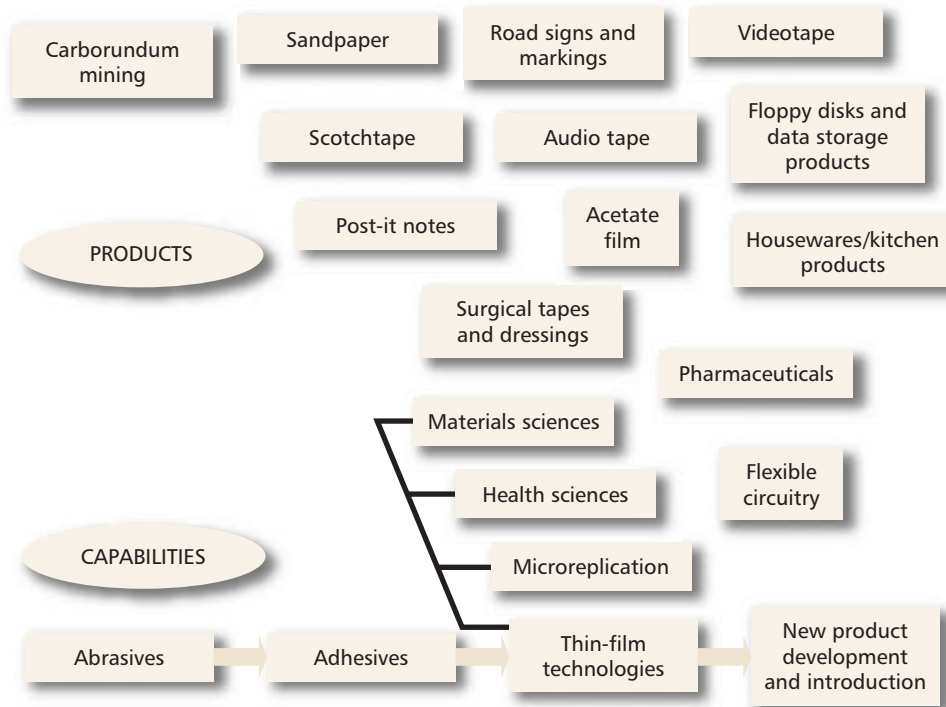 Carborundum
mining
Sandpaper
Road signs and
markings
Videotape
Scotchtape
Audio tape
Floppy disks and
data storage
products
Post-it notes
Acetate
film
Housewares/kitchen
products
PRODUCTS
Surgical tapes
and dressings
Pharmaceuticals
Materials sciences
Flexible
circuitry
Health sciences
Microreplication
CAPABILITIES
Abrasives
Adhesives
Thin-film
technologies
New product
development
and introduction